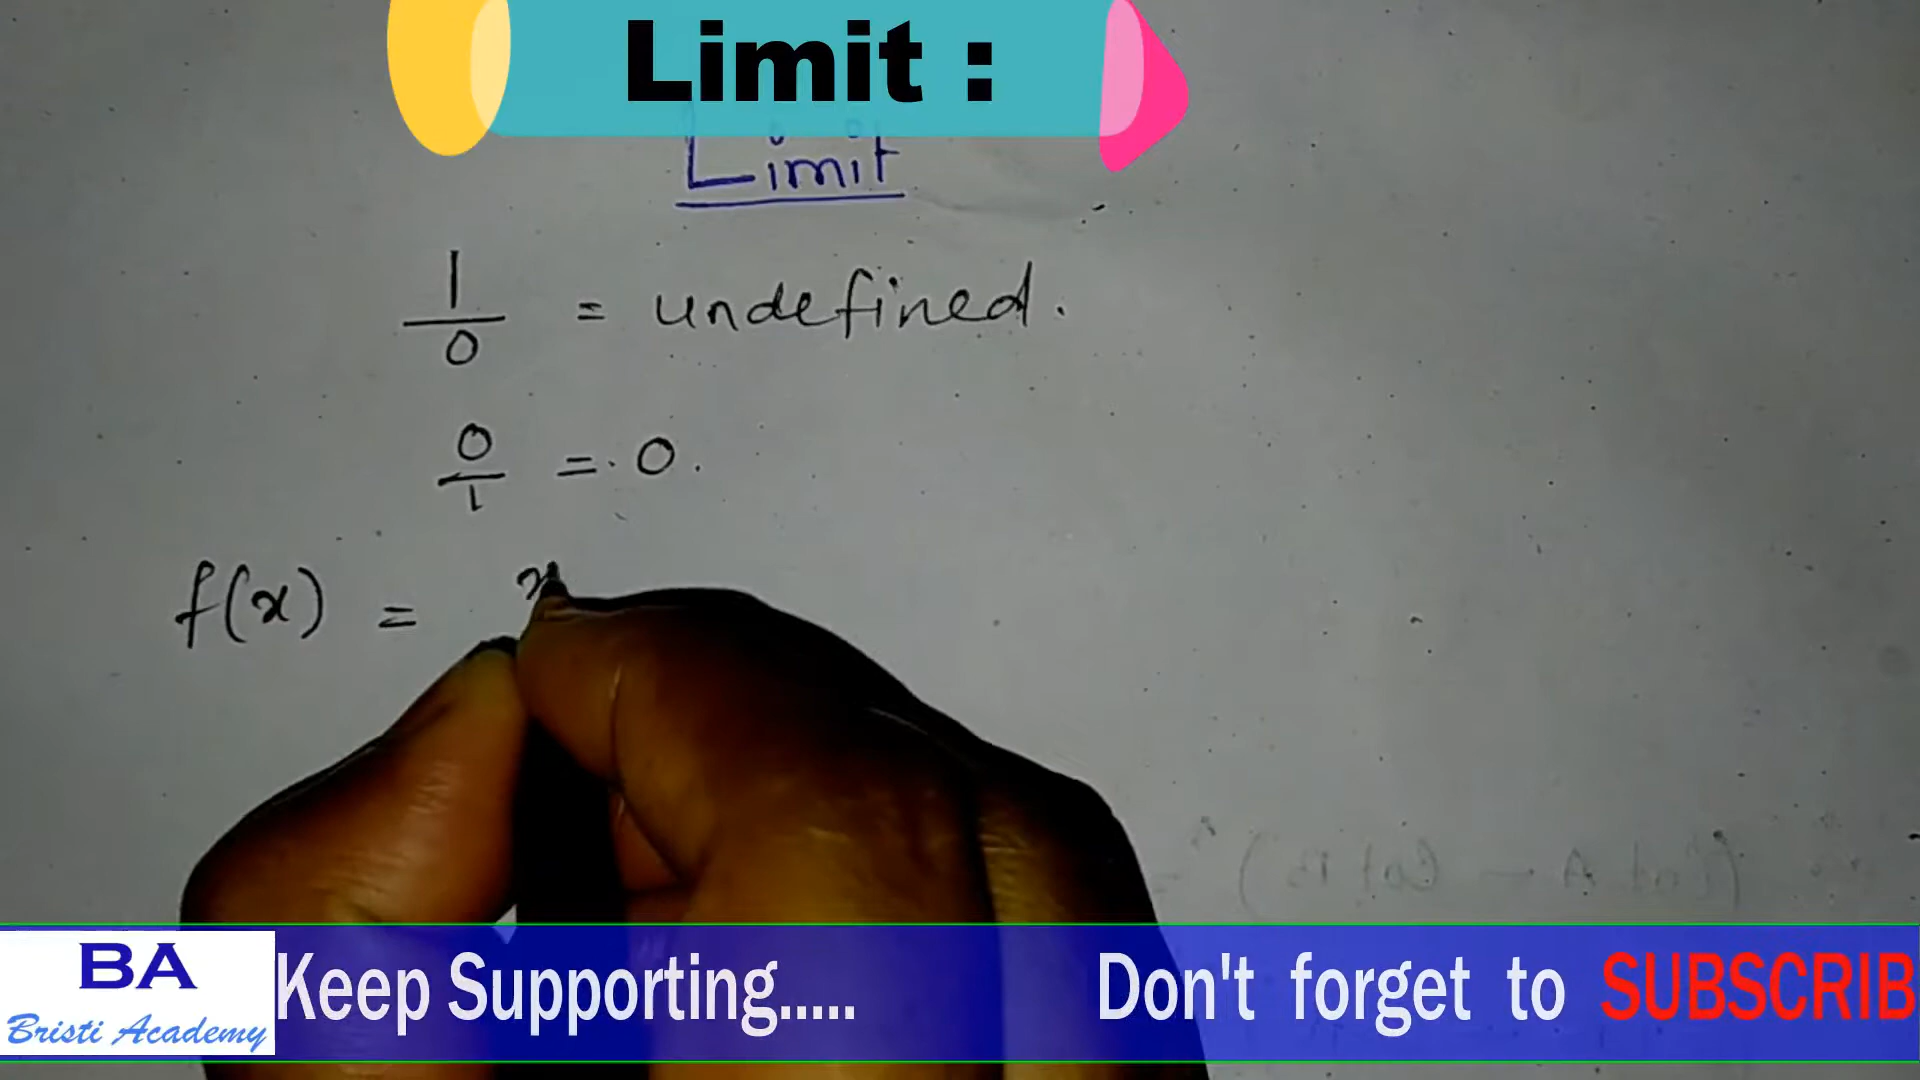 Limit :
Limit
1/0 = undefined.
0/1 = 0.
f(x) = x
BA
Bristi Academy
Keep Supporting.....
Don't forget to SUBSCRIB